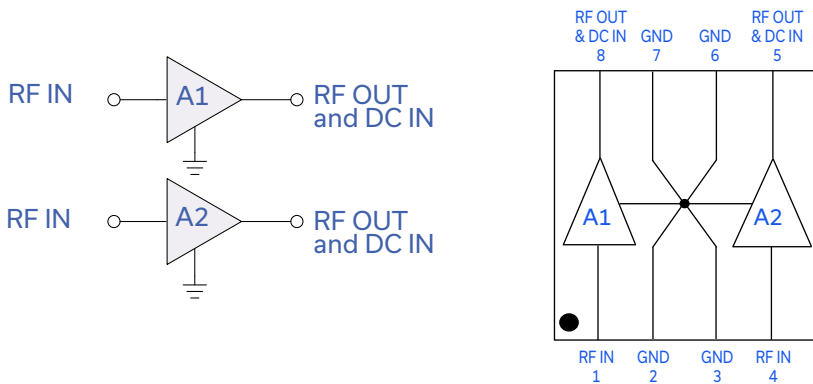 RF IN
A1
RF OUT
and DC IN
RF IN
A2
RF OUT
and DC IN
RF OUT
& DC IN
8
GND
7
GND
6
RF OUT
& DC IN
5
A1
A2
RF IN
1
GND
2
GND
3
RF IN
4